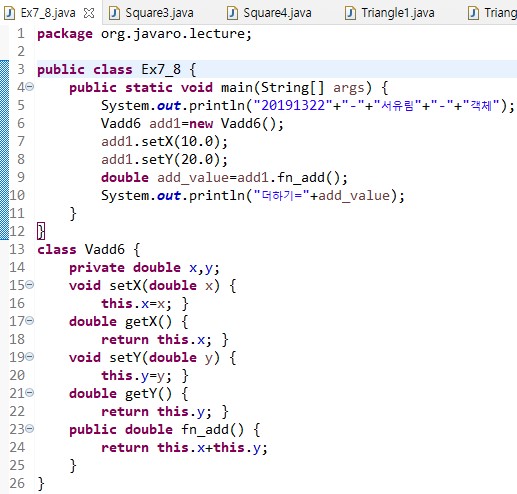 Ex7_8.java Square3.java Square4.java Triangle1.java Triang
1 package org.javaro.lecture;
2
3 public class Ex7_8 {
4     public static void main(String[] args) {
5         System.out.println("20191322"+"-"+"서유림"+"-"+"객체");
6         Vadd6 add1=new Vadd6();
7         add1.setX(10.0);
8         add1.setY(20.0);
9         double add_value=add1.fn_add();
10         System.out.println("더하기="+add_value);
11     }
12 }
13 class Vadd6 {
14     private double x,y;
15     void setX(double x) {
16         this.x=x; }
17     double getX() {
18         return this.x; }
19     void setY(double y) {
20         this.y=y; }
21     double getY() {
22         return this.y; }
23     public double fn_add() {
24         return this.x+this.y;
25     }
26 }